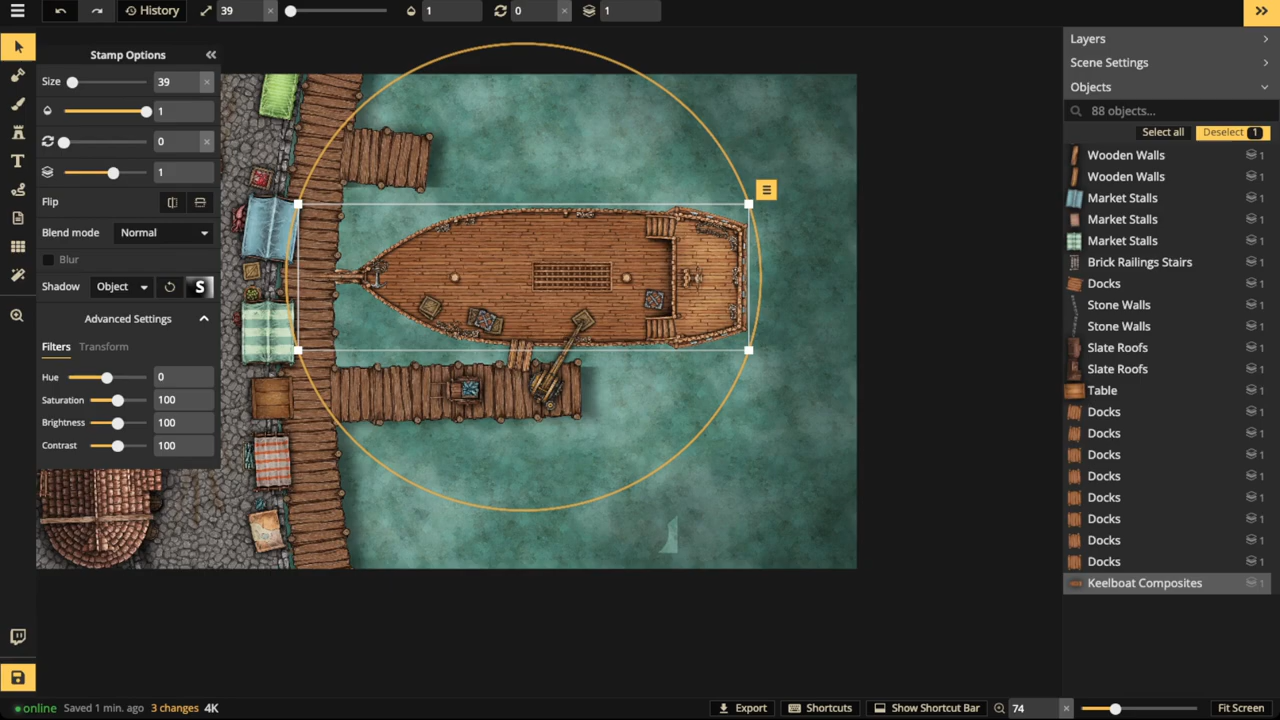 History 39 × 1 0 × 1
Stamp Options
Size 39 ×
1
0 ×
1
Flip
Blend mode Normal
Blur
Shadow Object S
Advanced Settings
Filters Transform
Hue 0
Saturation 100
Brightness 100
Contrast 100
Layers
Scene Settings
Objects
88 objects...
Select all Deselect 1
Wooden Walls 1
Wooden Walls 1
Market Stalls 1
Market Stalls 1
Market Stalls 1
Brick Railings Stairs 1
Docks 1
Stone Walls 1
Stone Walls 1
Slate Roofs 1
Slate Roofs 1
Table 1
Docks 1
Docks 1
Docks 1
Docks 1
Docks 1
Docks 1
Docks 1
Docks 1
Keelboat Composites 1
online Saved 1 min. ago 3 changes 4K Export Shortcuts Show Shortcut Bar 74 × Fit Screen